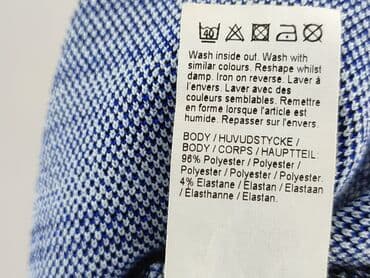 40
Wash inside out. Wash with
similar colours. Reshape whilst
damp. Iron on reverse. Laver à
l'envers. Laver avec des
couleurs semblables. Remettre
en forme lorsque l'article est
humide. Repasser sur l'envers.
BODY / HUVUDSTYCKE /
BODY / CORPS / HAUPTTEIL:
96% Polyester / Polyester /
Polyester / Polyester / Polyester,
4% Elastane / Elastan / Elastaan
/ Élasthanne / Elastan.